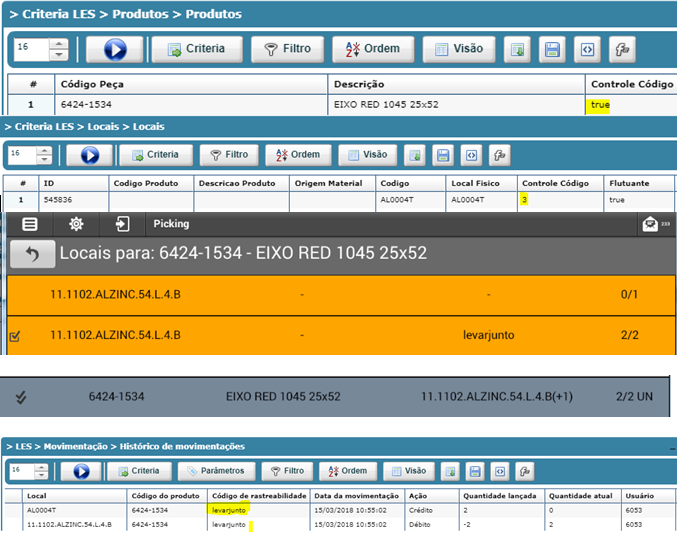 > Criteria LES > Produtos > Produtos
16 Criteria Filtro Ordem Visão
# Código Peça Descrição Controle Código
1 6424-1534 EIXO RED 1045 25x52 true
> Criteria LES > Locais > Locais
16 Criteria Filtro Ordem Visão
# ID Codigo Produto Descricao Produto Origem Material Codigo Local Fisico Controle Código Flutuante
1 545836 AL0004T AL0004T 3 true
Picking
Locais para: 6424-1534 - EIXO RED 1045 25x52
11.1102.ALZINC.54.L.4.B - - 0/1
11.1102.ALZINC.54.L.4.B - levarjunto 2/2
6424-1534 EIXO RED 1045 25x52 11.1102.ALZINC.54.L.4.B(+1) 2/2 UN
> LES > Movimentação > Histórico de movimentações
16 Criteria Parâmetros Filtro Ordem Visão
Local Código do produto Código de rastreabilidade Data da movimentação Ação Quantidade lançada Quantidade atual Usuário
AL0004T 6424-1534 levarjunto 15/03/2018 10:55:02 Crédito 2 0 6053
11.1102.ALZINC.54.L.4.B 6424-1534 levarjunto 15/03/2018 10:55:02 Débito -2 2 6053